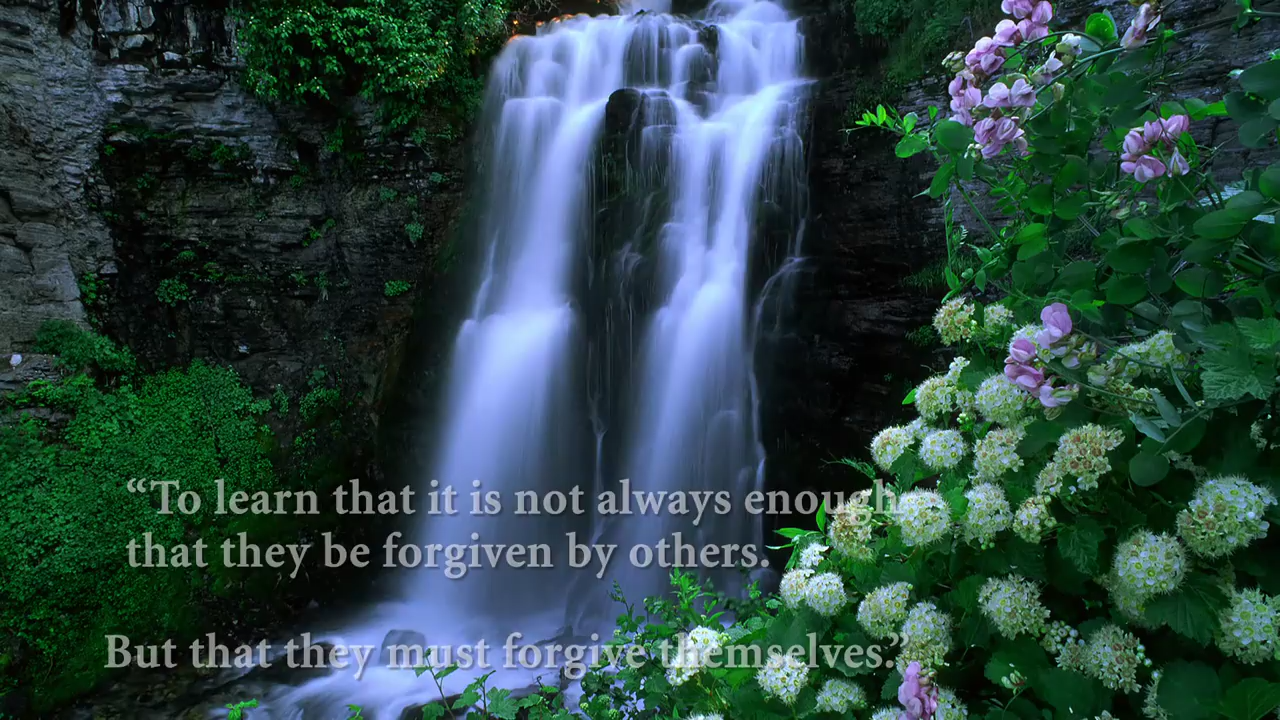 “To learn that it is not always enough
that they be forgiven by others.
But that they must forgive themselves.”